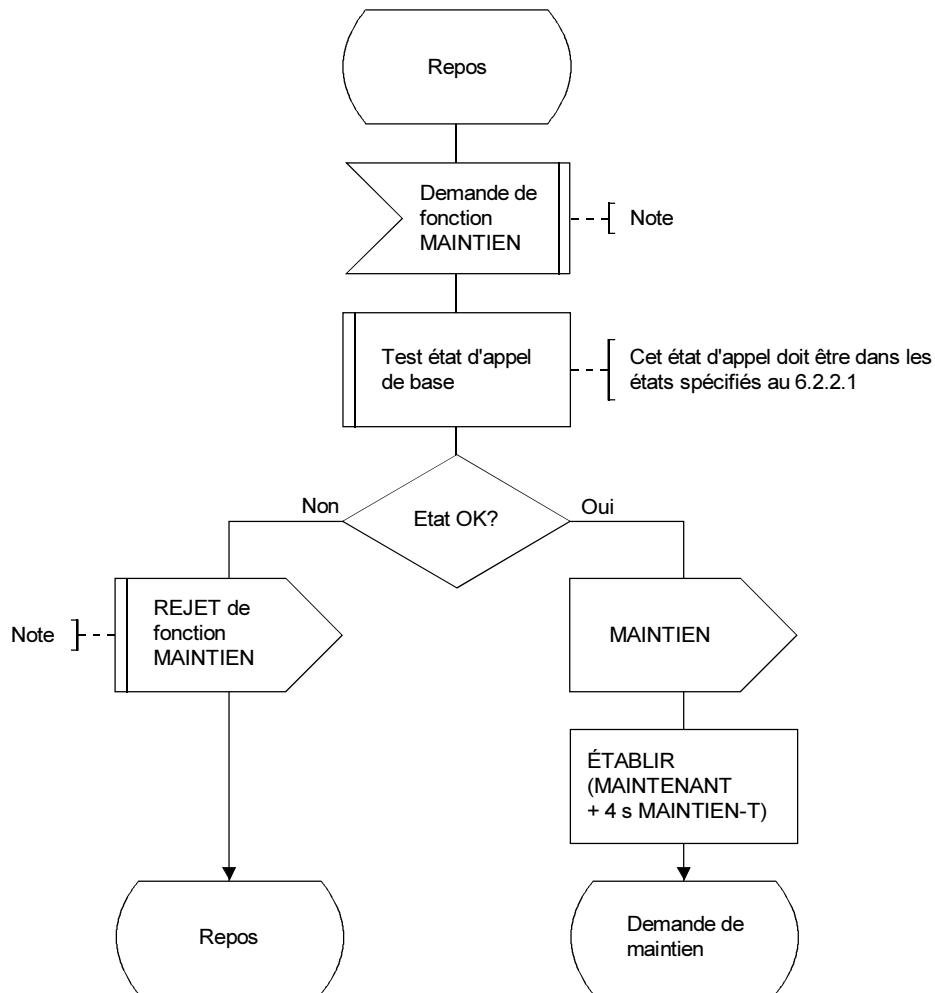 Repos
Demande de
fonction
MAINTIEN
Note
Test état d'appel
de base
Cet état d'appel doit être dans les
états spécifiés au 6.2.2.1
Non
Etat OK?
Oui
Note
REJET de
fonction
MAINTIEN
MAINTIEN
ÉTABLIR
(MAINTENANT
+ 4 s MAINTIEN-T)
Repos
Demande de
maintien